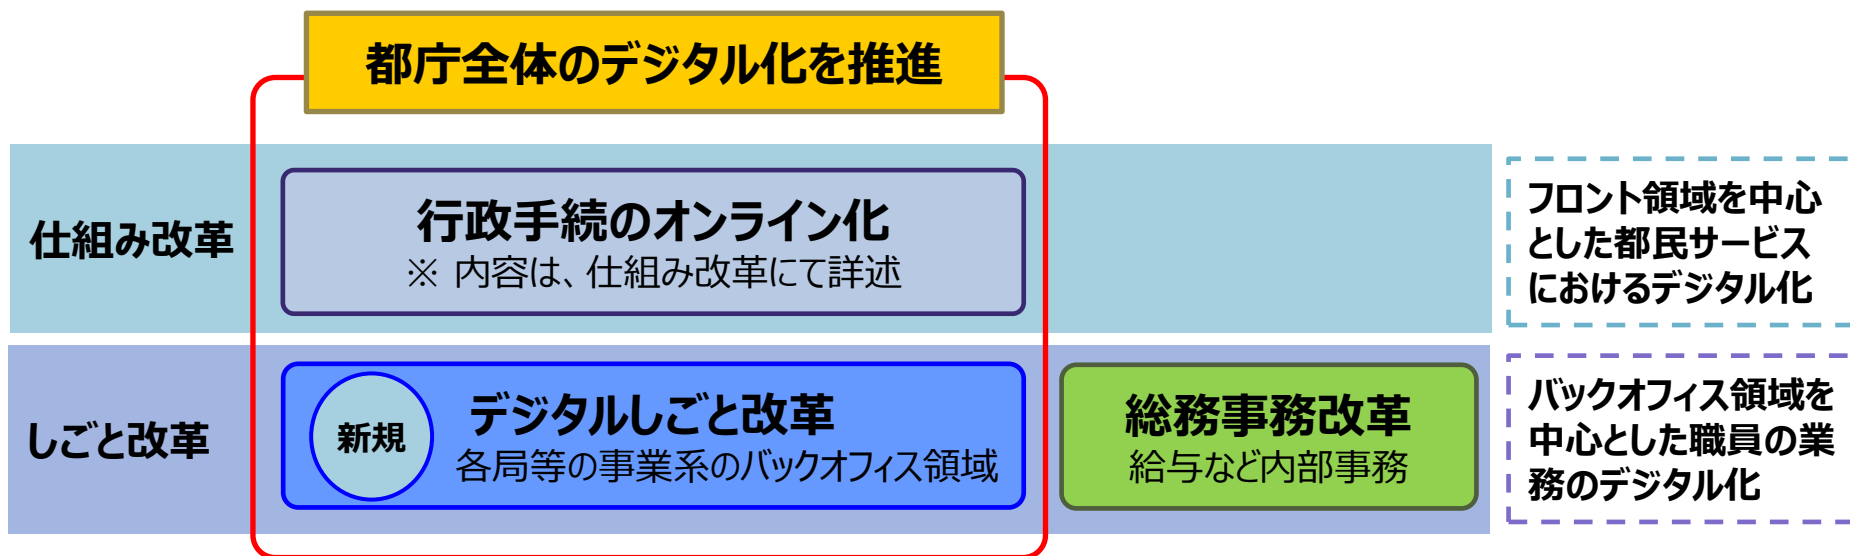 都庁全体のデジタル化を推進
仕組み改革
行政手続のオンライン化
※ 内容は、仕組み改革にて詳述
フロント領域を中心
とした都民サービス
におけるデジタル化
しごと改革
新規
デジタルしごと改革
各局等の事業系のバックオフィス領域
総務事務改革
給与など内部事務
バックオフィス領域を
中心とした職員の業
務のデジタル化